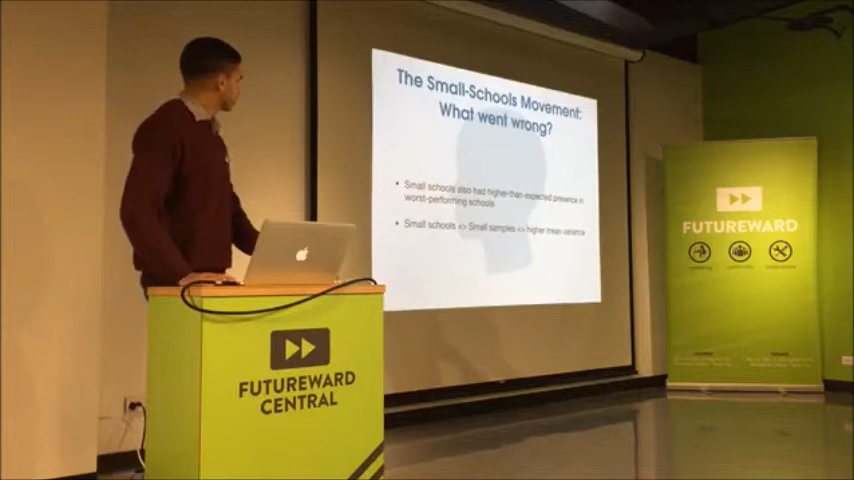 The Small-Schools Movement:
What went wrong?
• Small schools also had higher-than-expected presence in
worst-performing schools
• Small schools <> Small samples <> higher mean variance
FUTUREWARD
CENTRAL
FUTUREWARD